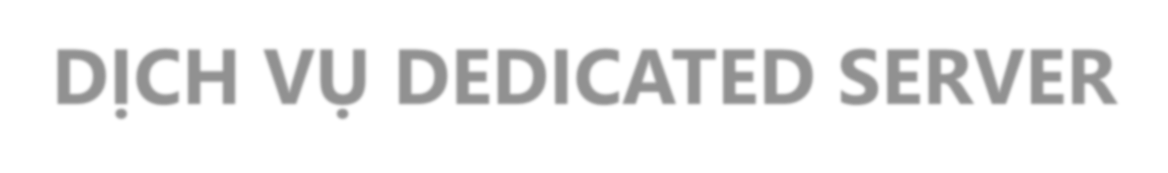 DỊCH VỤ DEDICATED SERVER